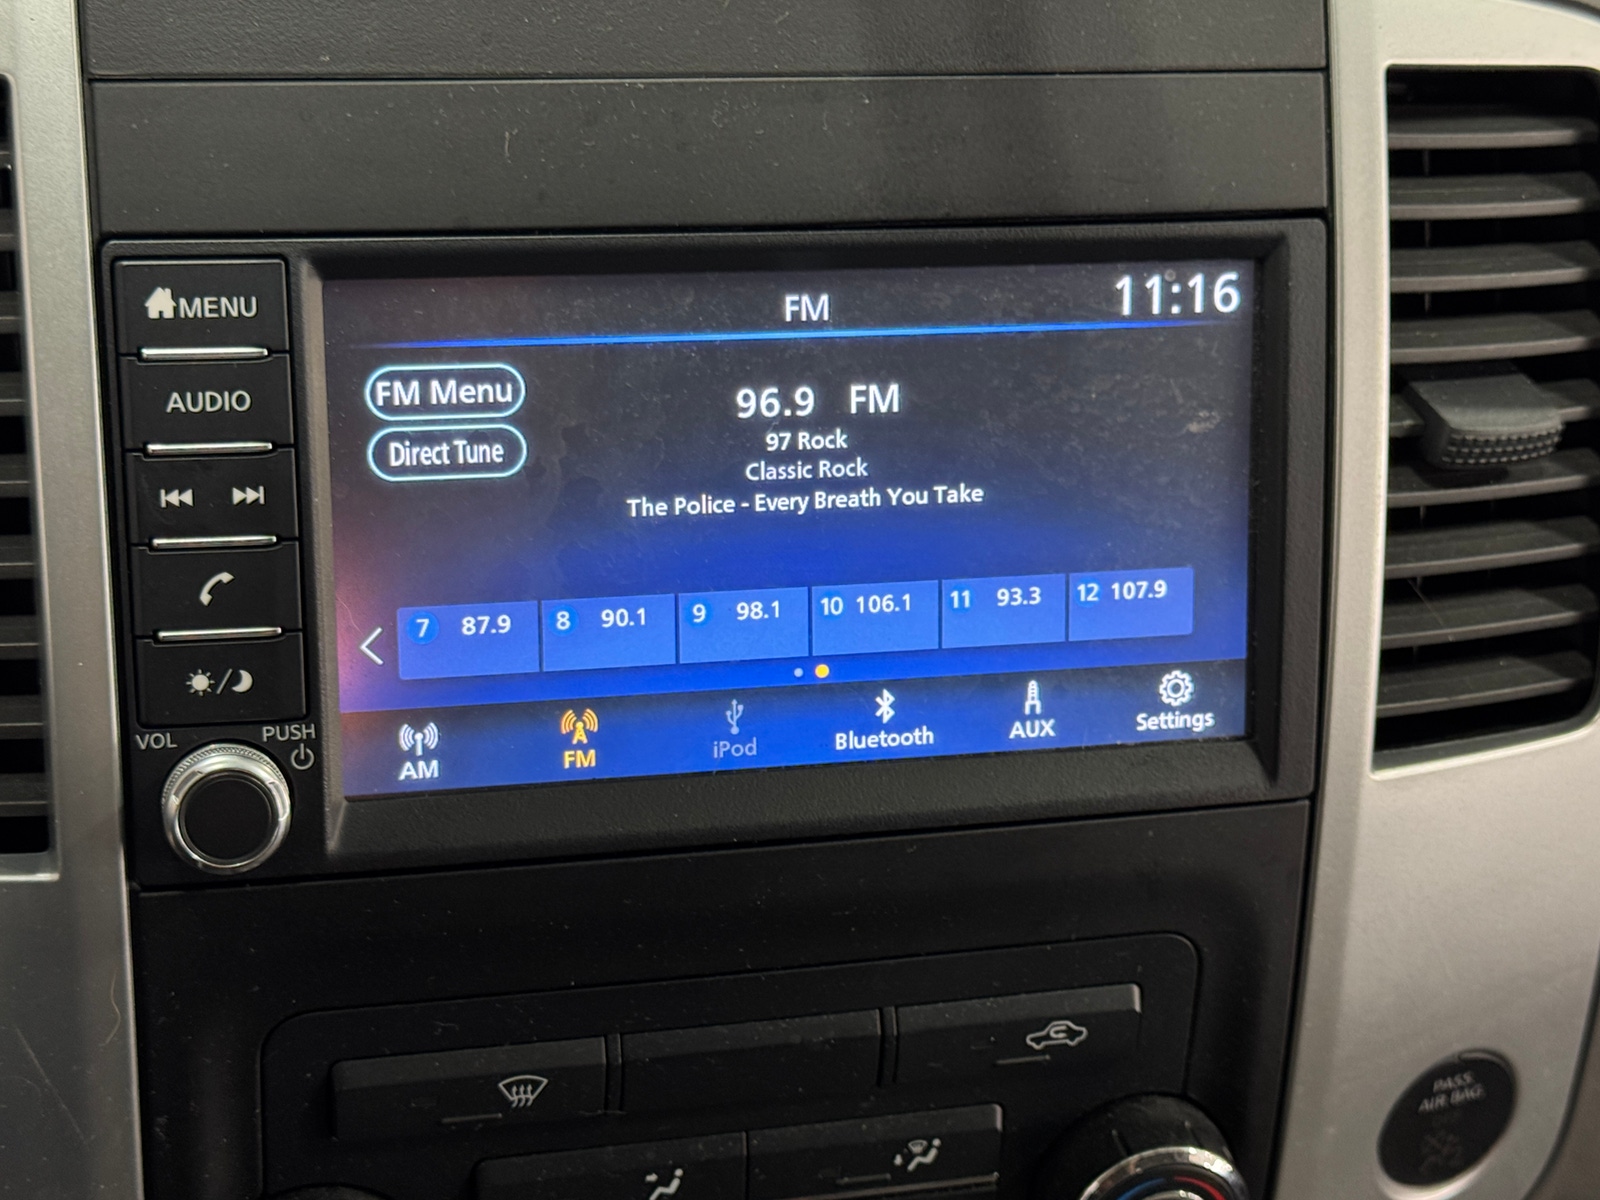 MENU
AUDIO
VOL
PUSH
FM
11:16
FM Menu
Direct Tune
96.9 FM
97 Rock
Classic Rock
The Police - Every Breath You Take
7 87.9
8 90.1
9 98.1
10 106.1
11 93.3
12 107.9
AM
FM
iPod
Bluetooth
AUX
Settings
PASS
AIR BAG